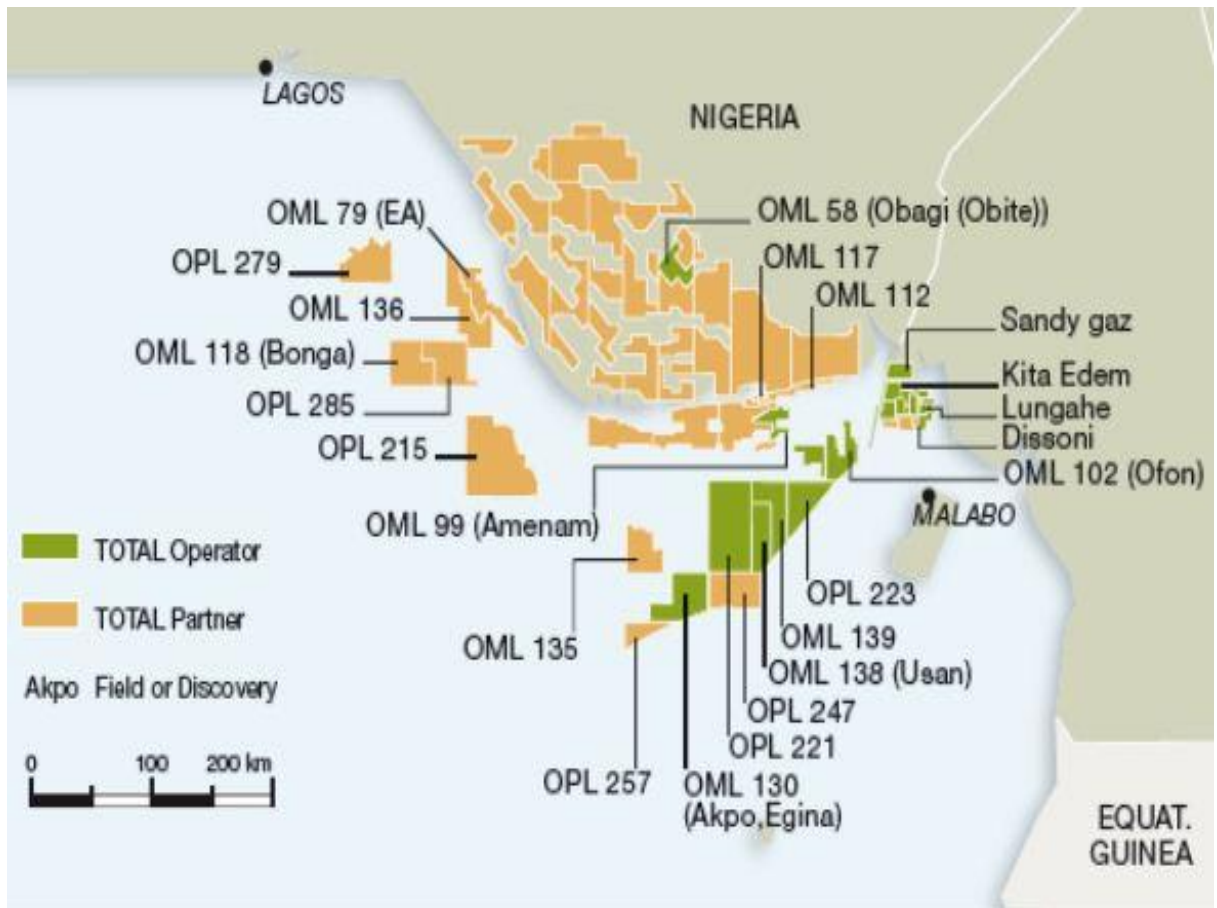 LAGOS
NIGERIA
OML 79 (EA)
OML 58 (Obagi (Obite))
OPL 279
OML 117
OML 136
OML 112
OML 118 (Bonga)
Sandy gaz
OPL 285
Kita Edem
Lungahe
OPL 215
Dissoni
OML 102 (Ofon)
OML 99 (Amenam)
MALABO
TOTAL Operator
OPL 223
TOTAL Partner
OML 135
OML 139
OML 138 (Usan)
Akpo Field or Discovery
OPL 247
OPL 221
0 100 200 km
OPL 257
OML 130
(Akpo,Egina)
EQUAT.
GUINEA